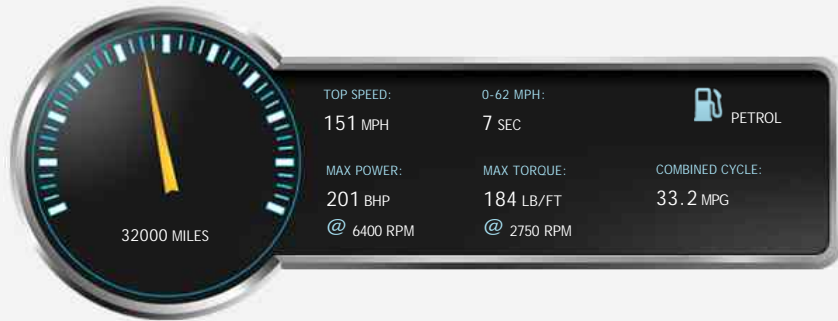 TOP SPEED:
151 MPH
0-62 MPH:
7 SEC
PETROL
MAX POWER:
201 BHP
@ 6400 RPM
MAX TORQUE:
184 LB/FT
@ 2750 RPM
COMBINED CYCLE:
33.2 MPG
32000 MILES